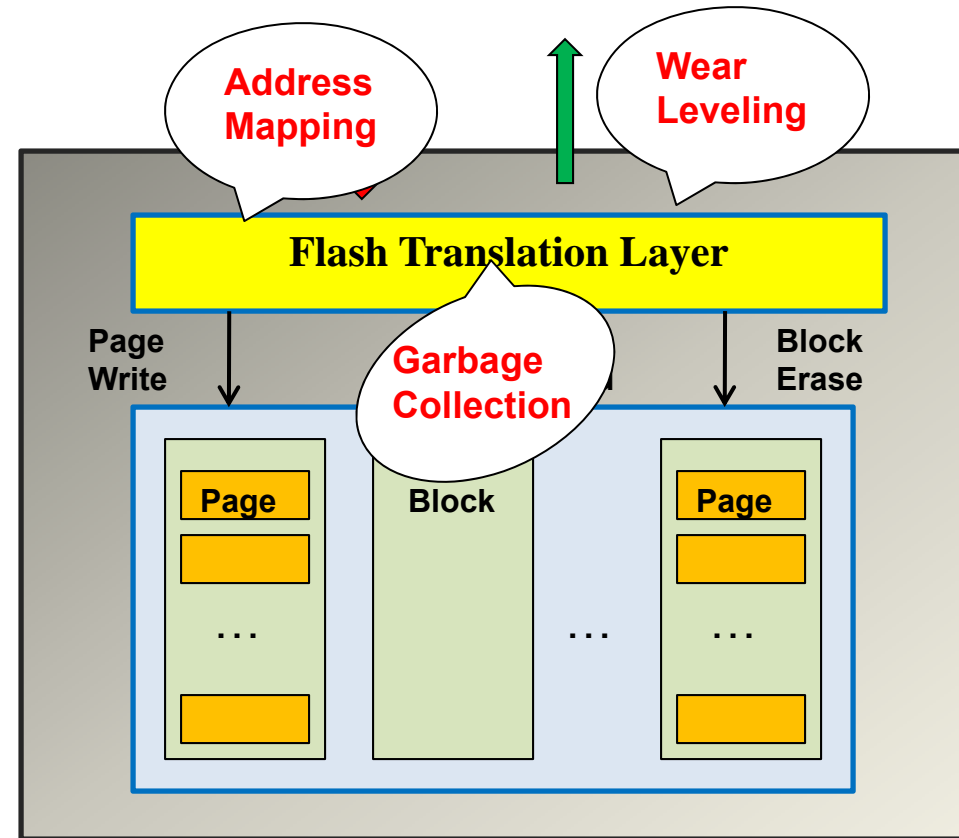 Address
Mapping
Wear
Leveling
Flash Translation Layer
Page
Write
Garbage
Collection
Block
Erase
Page
Block
Page
...
...
...